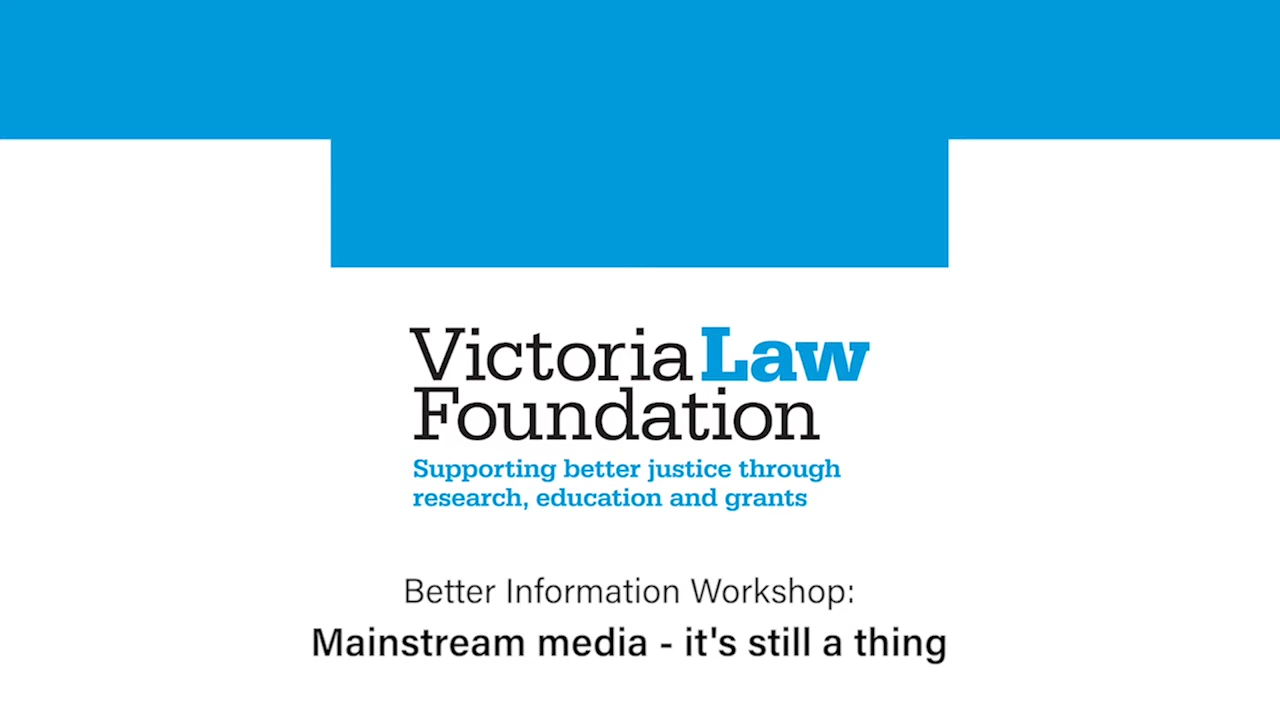 Victoria Law
Foundation
Supporting better justice through
research, education and grants
Better Information Workshop:
Mainstream media - it's still a thing